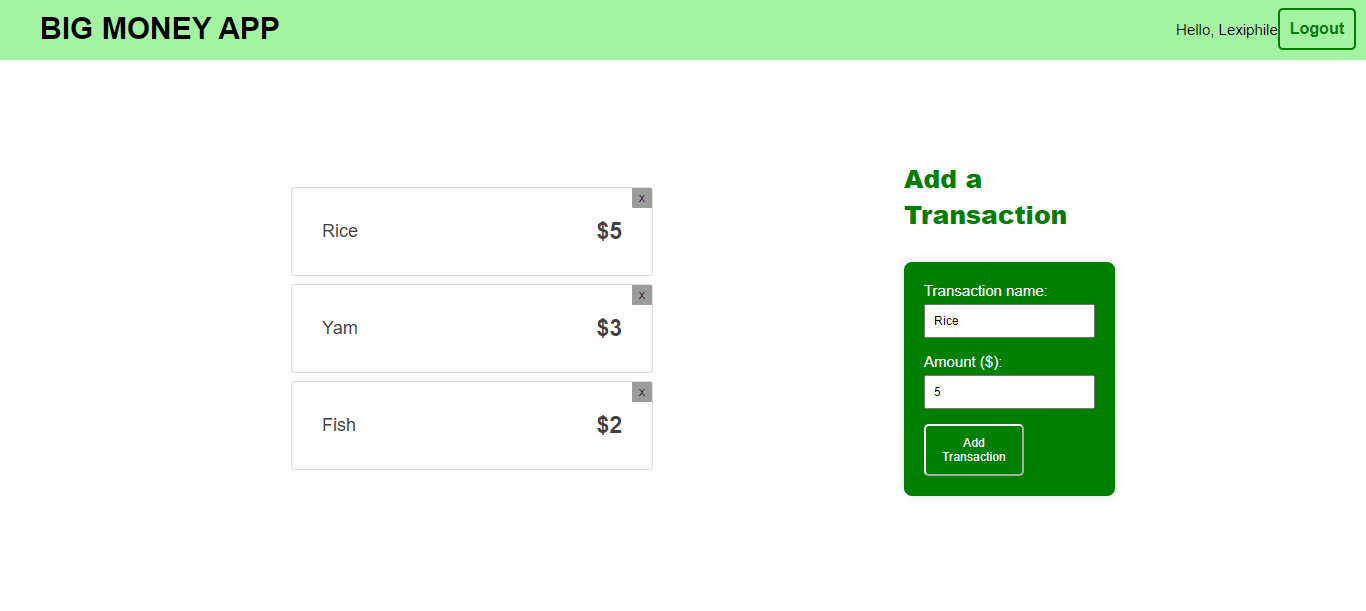 BIG MONEY APP
Hello, Lexiphile
Logout
x
Rice
$5
x
Yam
$3
x
Fish
$2
Add a
Transaction
Transaction name:
Rice
Amount ($):
5
Add
Transaction